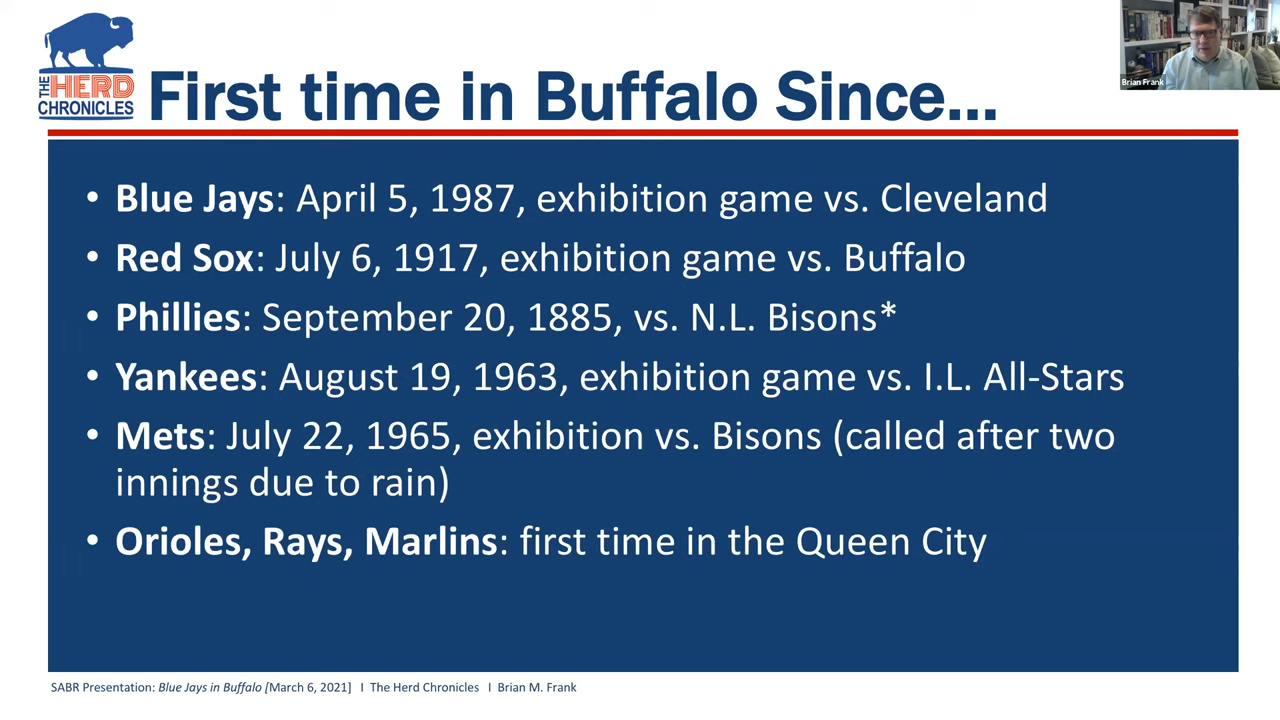 THE HERD
CHRONICLES
First time in Buffalo Since...
Brian Frank
• Blue Jays: April 5, 1987, exhibition game vs. Cleveland
• Red Sox: July 6, 1917, exhibition game vs. Buffalo
• Phillies: September 20, 1885, vs. N.L. Bisons*
• Yankees: August 19, 1963, exhibition game vs. I.L. All-Stars
• Mets: July 22, 1965, exhibition vs. Bisons (called after two
innings due to rain)
• Orioles, Rays, Marlins: first time in the Queen City
SABR Presentation: Blue Jays in Buffalo [March 6, 2021] I The Herd Chronicles I Brian M. Frank